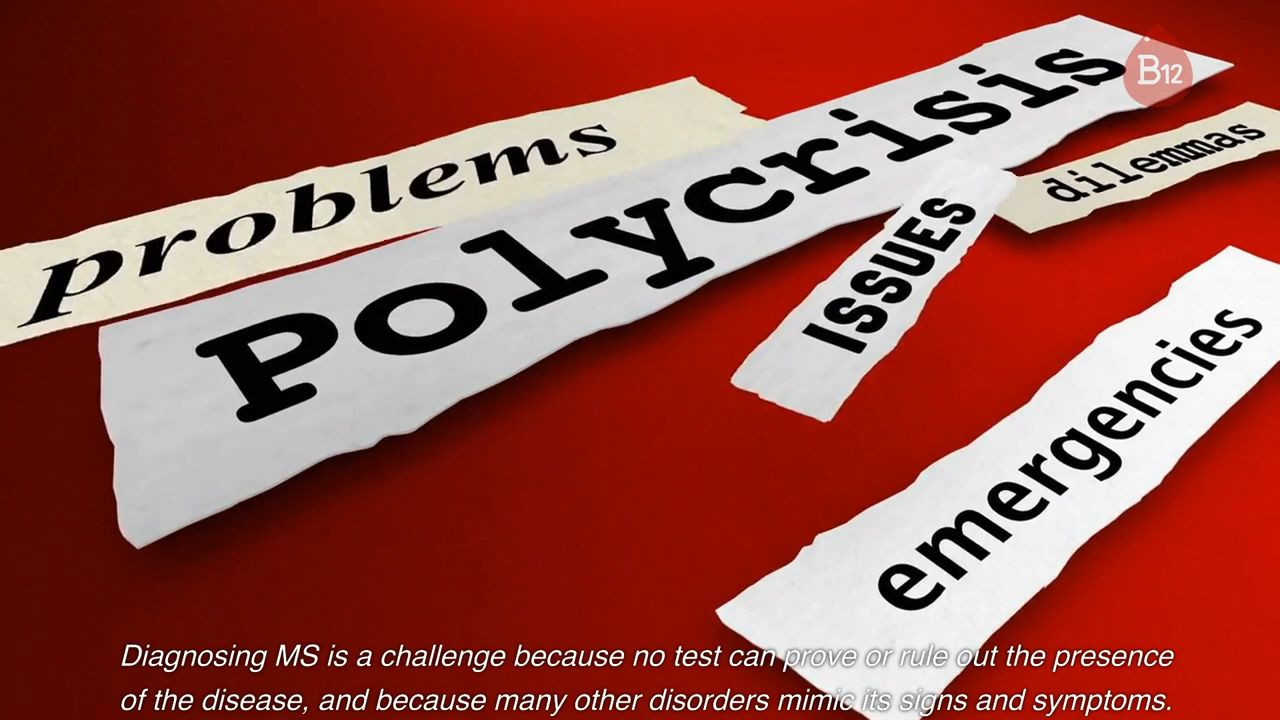 B12
problems
Polycrisis
dilemmas
ISSUES
emergencies
Diagnosing MS is a challenge because no test can prove or rule out the presence
of the disease, and because many other disorders mimic its signs and symptoms.